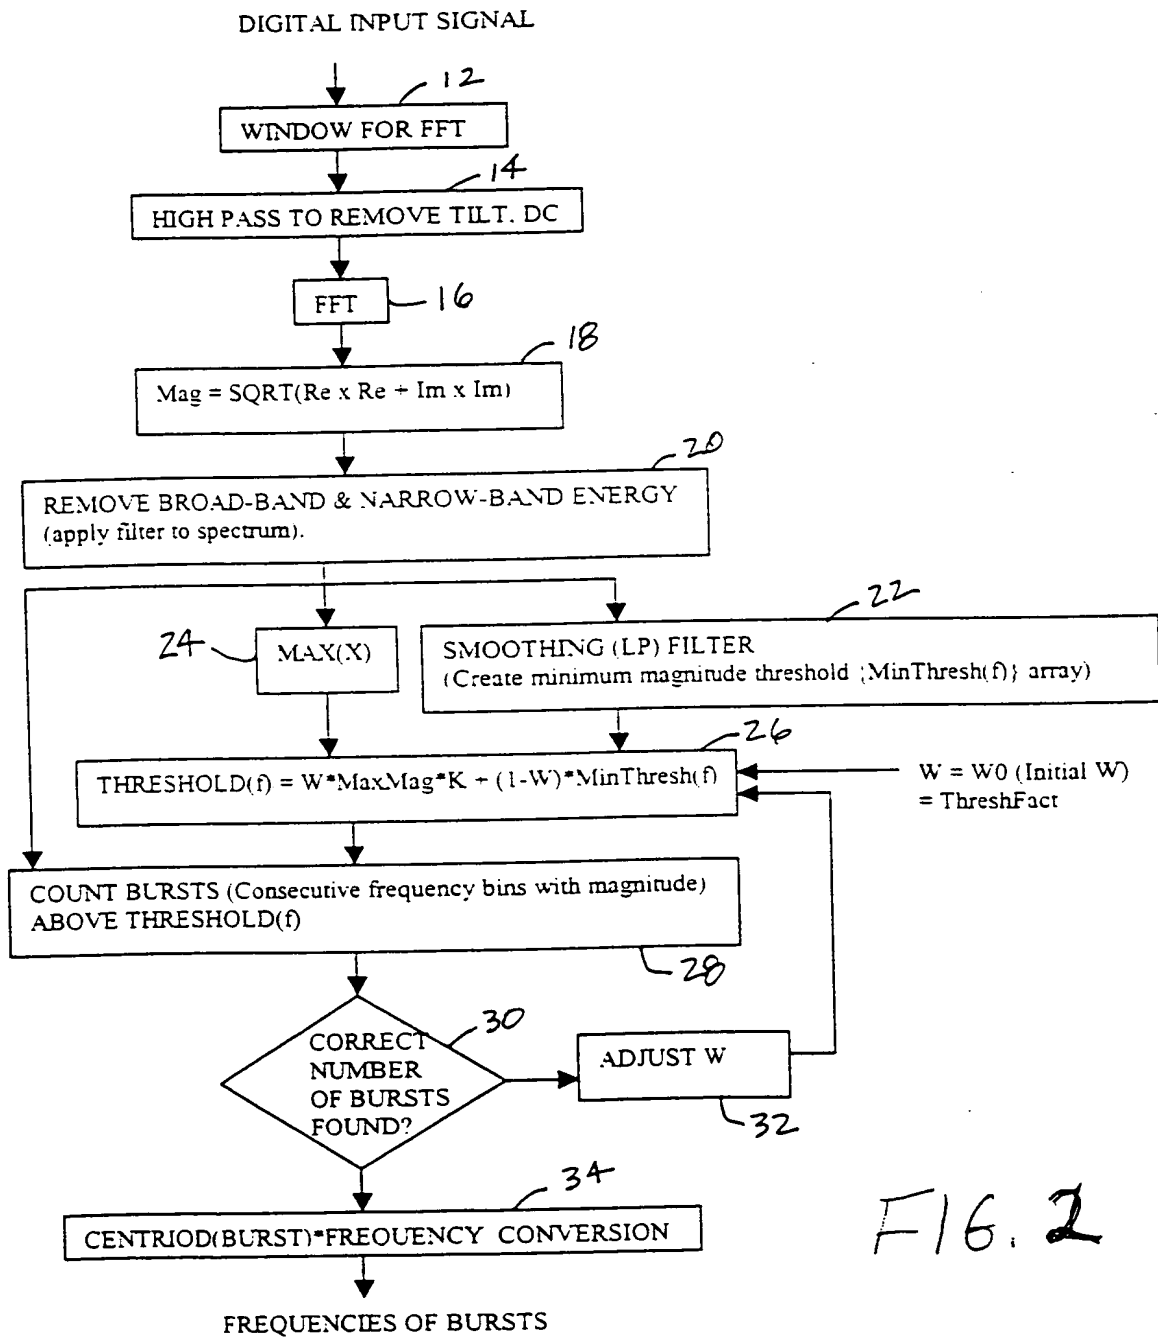 DIGITAL INPUT SIGNAL
12
WINDOW FOR FFT
14
HIGH PASS TO REMOVE TILT. DC
FFT
16
18
Mag = SQRT(Re x Re + Im x Im)
20
REMOVE BROAD-BAND & NARROW-BAND ENERGY
(apply filter to spectrum).
22
24
MAX(X)
SMOOTHING (LP) FILTER
(Create minimum magnitude threshold {MinThresh(f)} array)
26
THRESHOLD(f) = W*MaxMag*K + (1-W)*MinThresh(f)
W = W0 (Initial W)
= ThreshFact
COUNT BURSTS (Consecutive frequency bins with magnitude)
ABOVE THRESHOLD(f)
28
30
CORRECT
NUMBER
OF BURSTS
FOUND?
ADJUST W
32
34
CENTRIOD(BURST)*FREQUENCY CONVERSION
FIG. 2
FREQUENCIES OF BURSTS